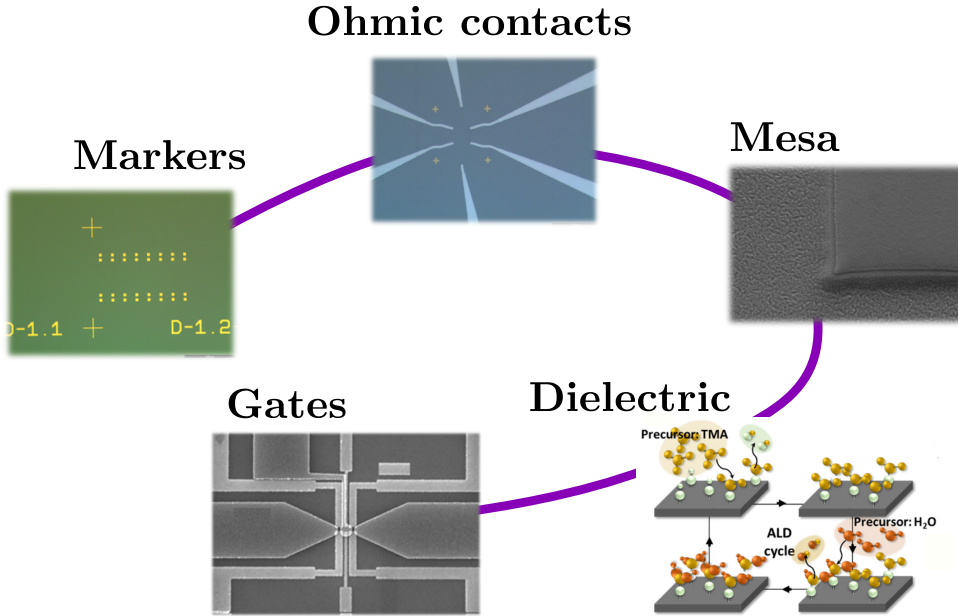 Ohmic contacts
Markers
Mesa
D-1.1
D-1.2
Gates
Dielectric
Precursor: TMA
Precursor: H₂O
ALD
cycle